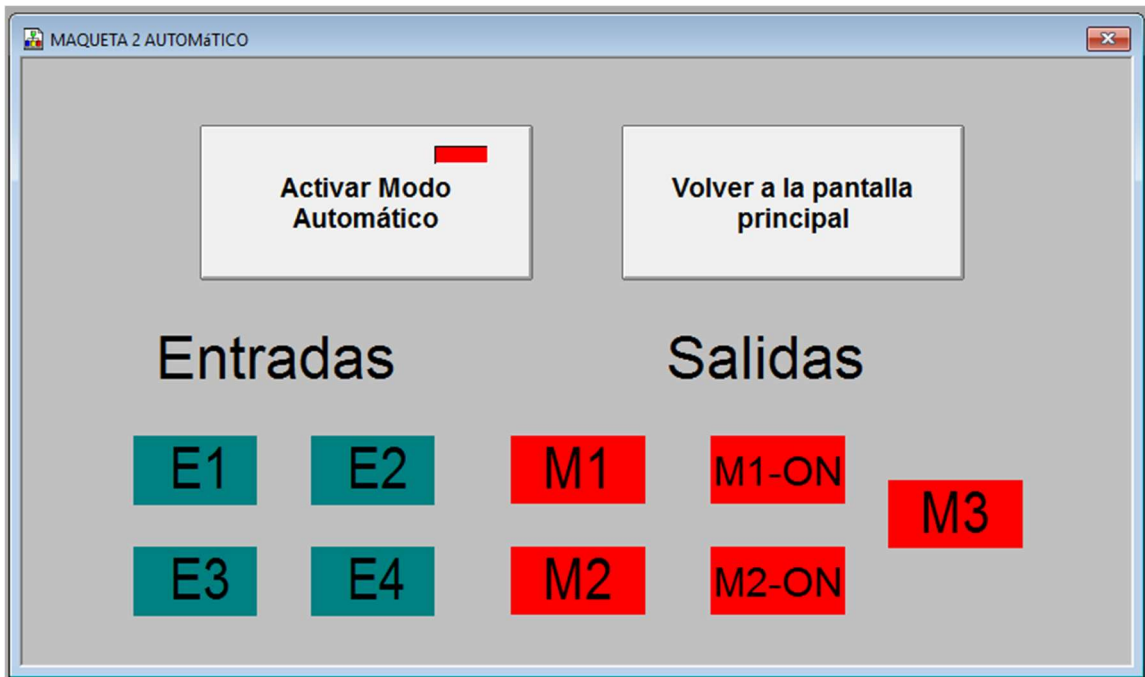 MAQUETA 2 AUTOMáTICO
Activar Modo
Automático
Volver a la pantalla
principal
Entradas
Salidas
E1
E2
M1
M1-ON
M3
E3
E4
M2
M2-ON